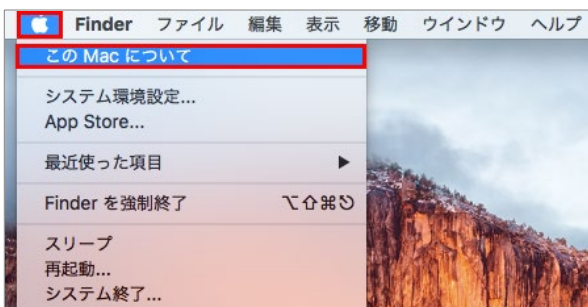 Finder ファイル 編集 表示 移動 ウインドウ ヘルプ
この Mac について
システム環境設定...
App Store...
最近使った項目 ▶
Finder を強制終了 ⌥⇧⌘⎋
スリープ
再起動...
システム終了...